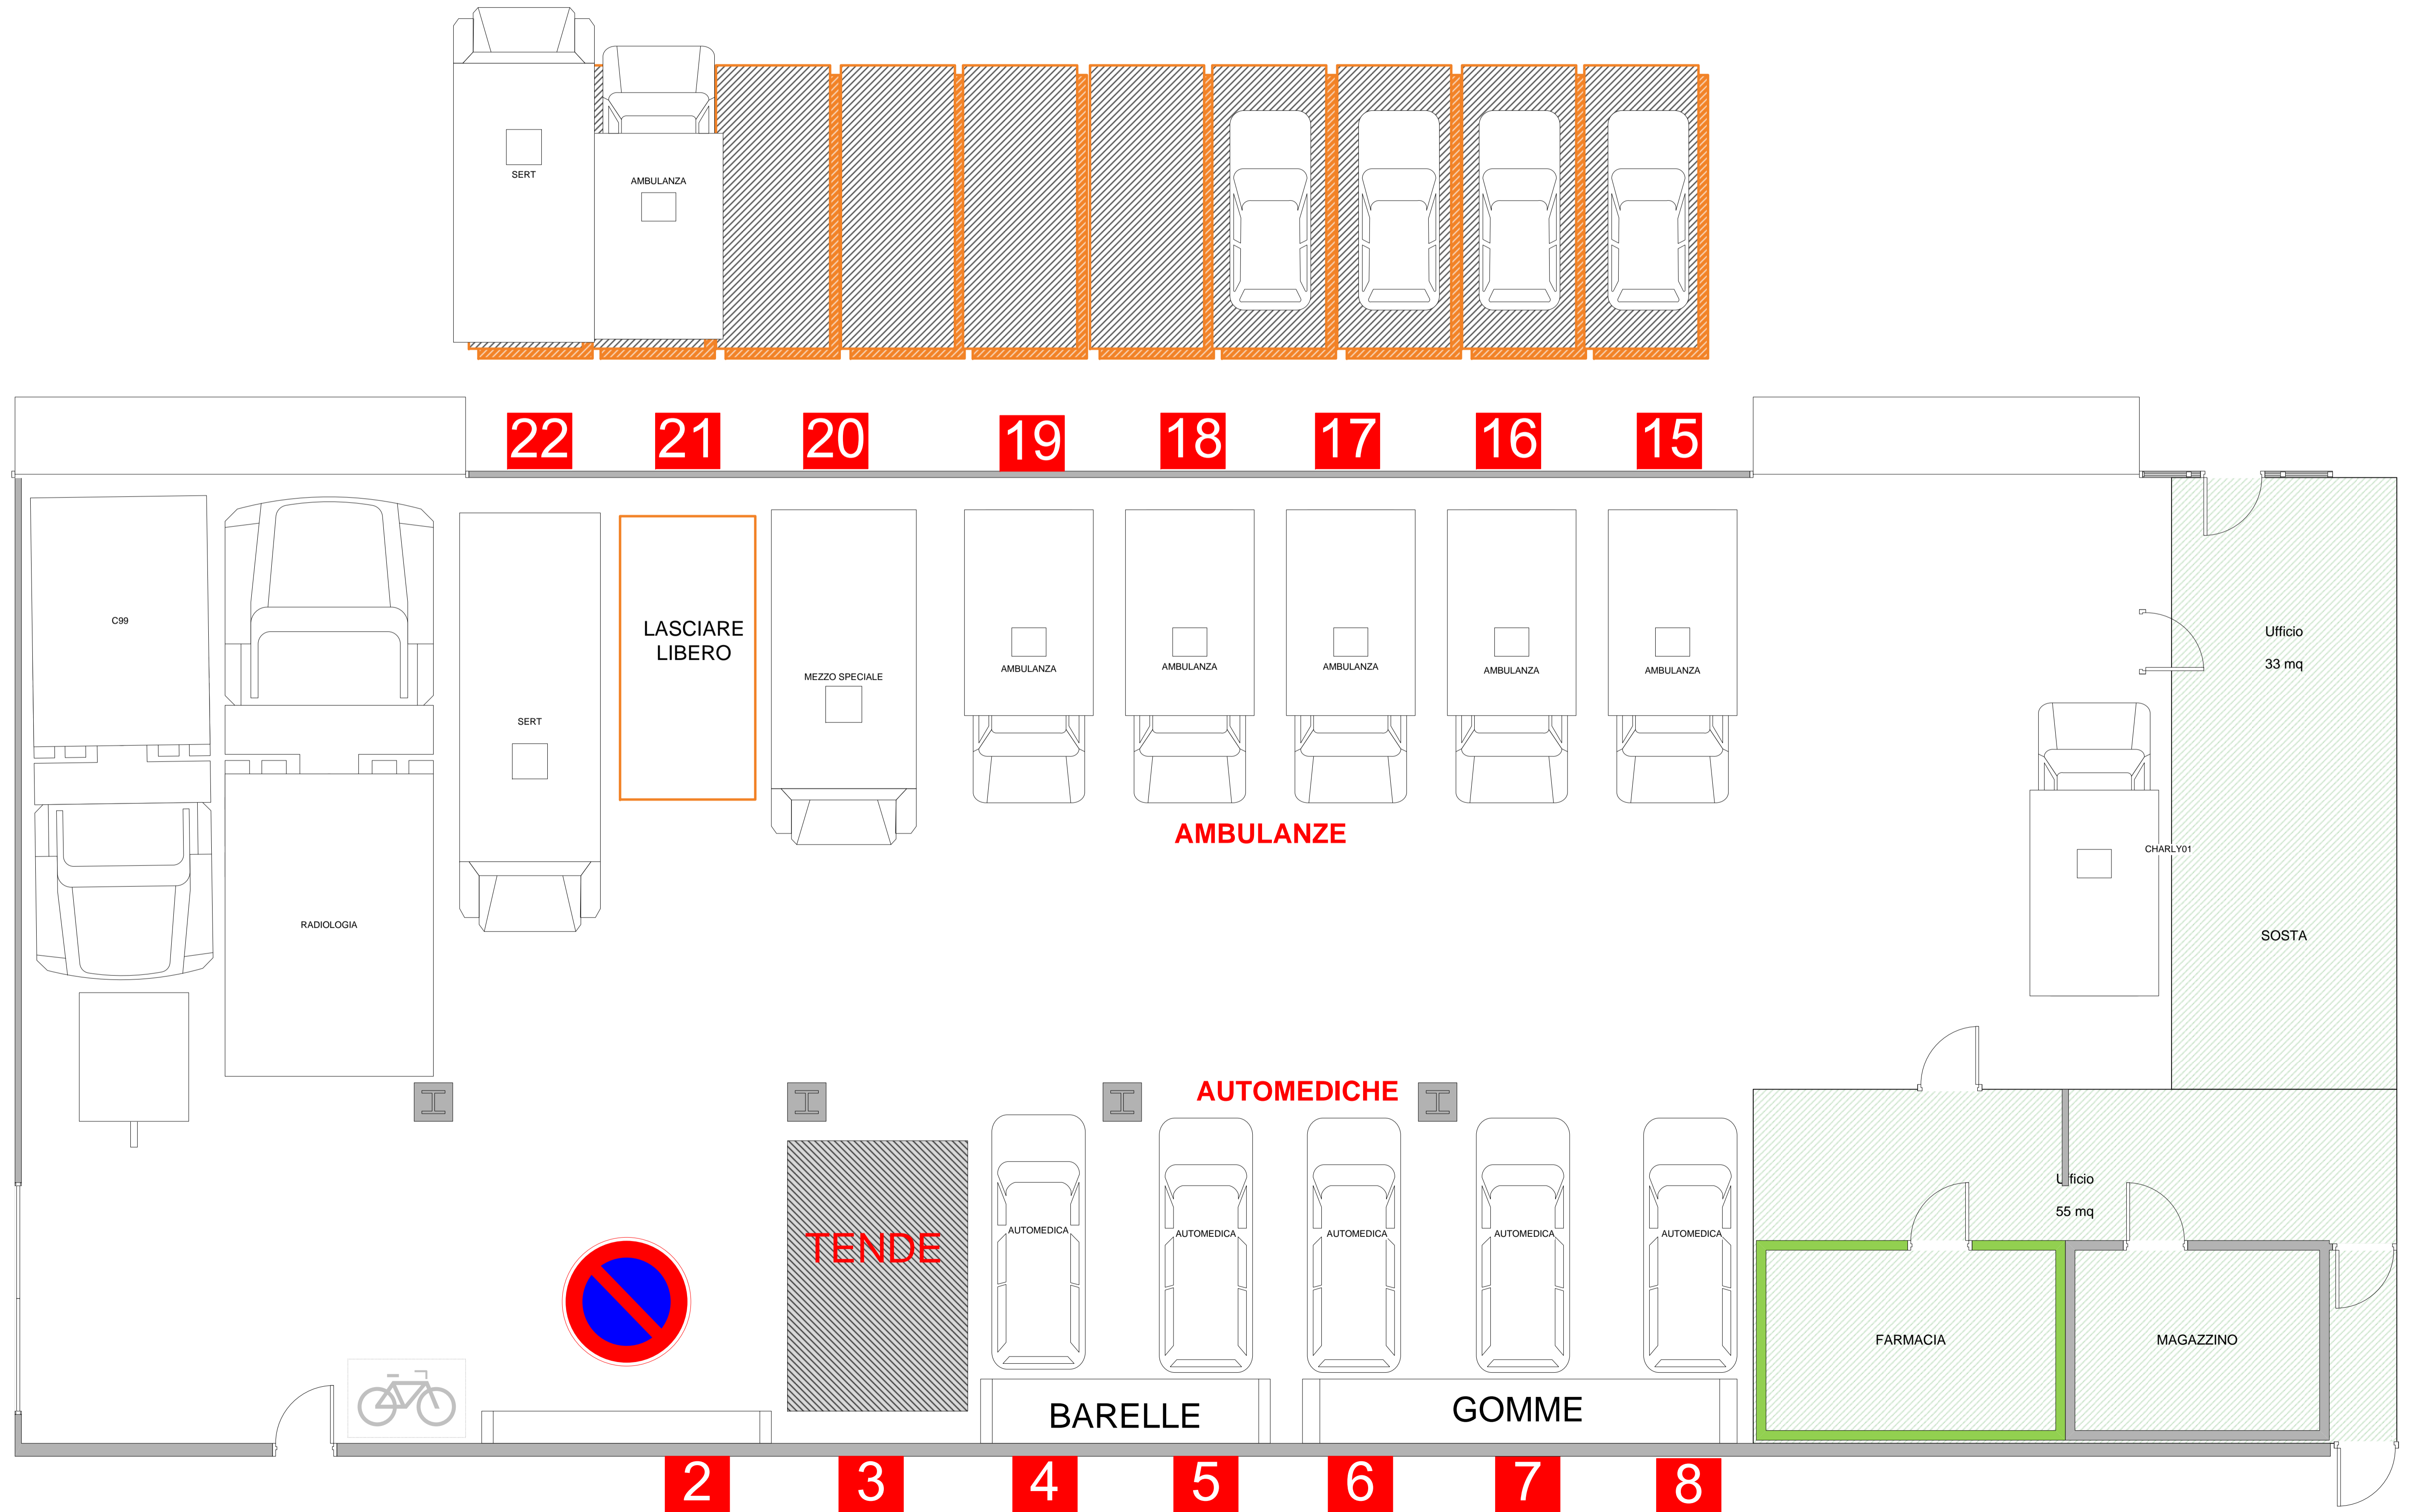 SERT
AMBULANZA
22
21
20
19
18
17
16
15
C99
LASCIARE
LIBERO
MEZZO SPECIALE
SERT
AMBULANZA
AMBULANZA
AMBULANZA
AMBULANZA
AMBULANZA
Ufficio
33 mq
AMBULANZE
CHARLY01
RADIOLOGIA
SOSTA
AUTOMEDICHE
Ufficio
55 mq
TENDE
AUTOMEDICA
AUTOMEDICA
AUTOMEDICA
AUTOMEDICA
AUTOMEDICA
FARMACIA
MAGAZZINO
BARELLE
GOMME
2
3
4
5
6
7
8